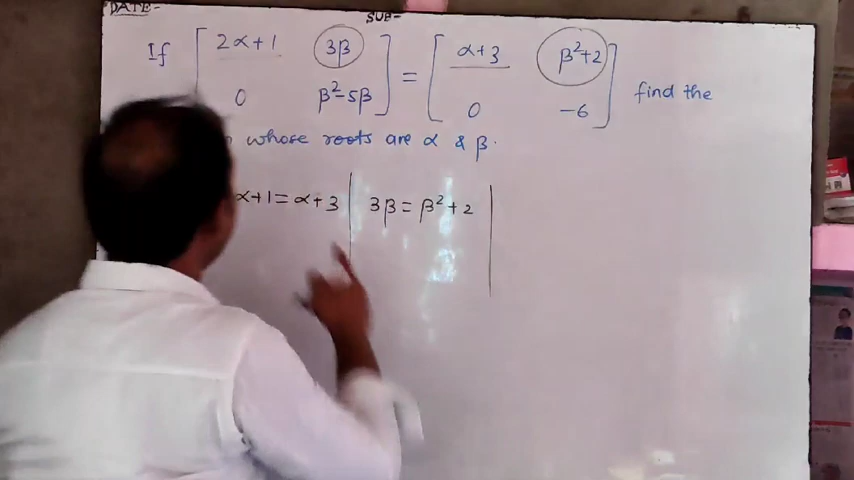 DATE- SUB-
If [ 2α+1 3β ] = [ α+3 β²+2 ]
0 β²-5β 0 -6 find the
whose roots are α & β.
α+1 = α+3 | 3β = β²+2 |